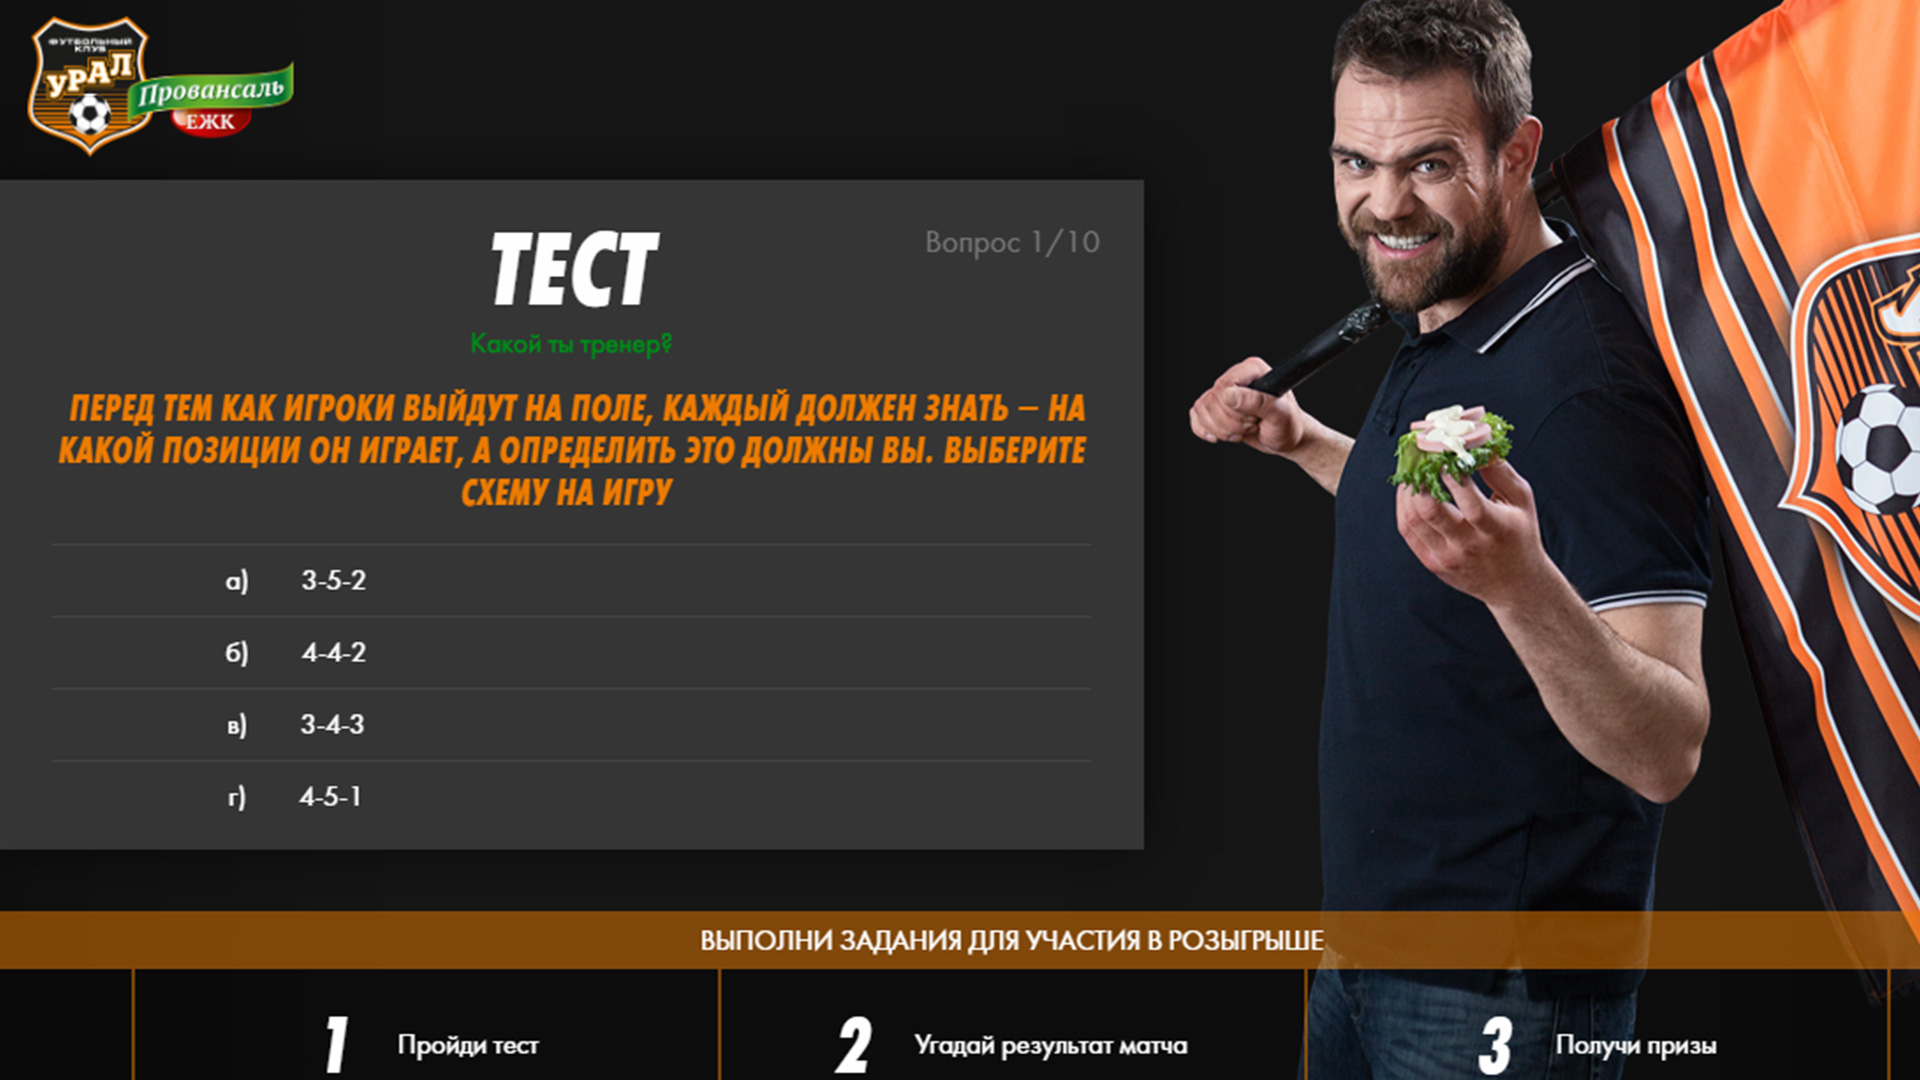 ФУТБОЛЬНЫЙ
КЛУБ
УРАЛ
Провансаль
ЕЖК
ТЕСТ
Вопрос 1/10
Какой ты тренер?
ПЕРЕД ТЕМ КАК ИГРОКИ ВЫЙДУТ НА ПОЛЕ, КАЖДЫЙ ДОЛЖЕН ЗНАТЬ – НА
КАКОЙ ПОЗИЦИИ ОН ИГРАЕТ, А ОПРЕДЕЛИТЬ ЭТО ДОЛЖНЫ ВЫ. ВЫБЕРИТЕ
СХЕМУ НА ИГРУ
а) 3-5-2
б) 4-4-2
в) 3-4-3
г) 4-5-1
ВЫПОЛНИ ЗАДАНИЯ ДЛЯ УЧАСТИЯ В РОЗЫГРЫШЕ
1 Пройди тест
2 Угадай результат матча
3 Получи призы